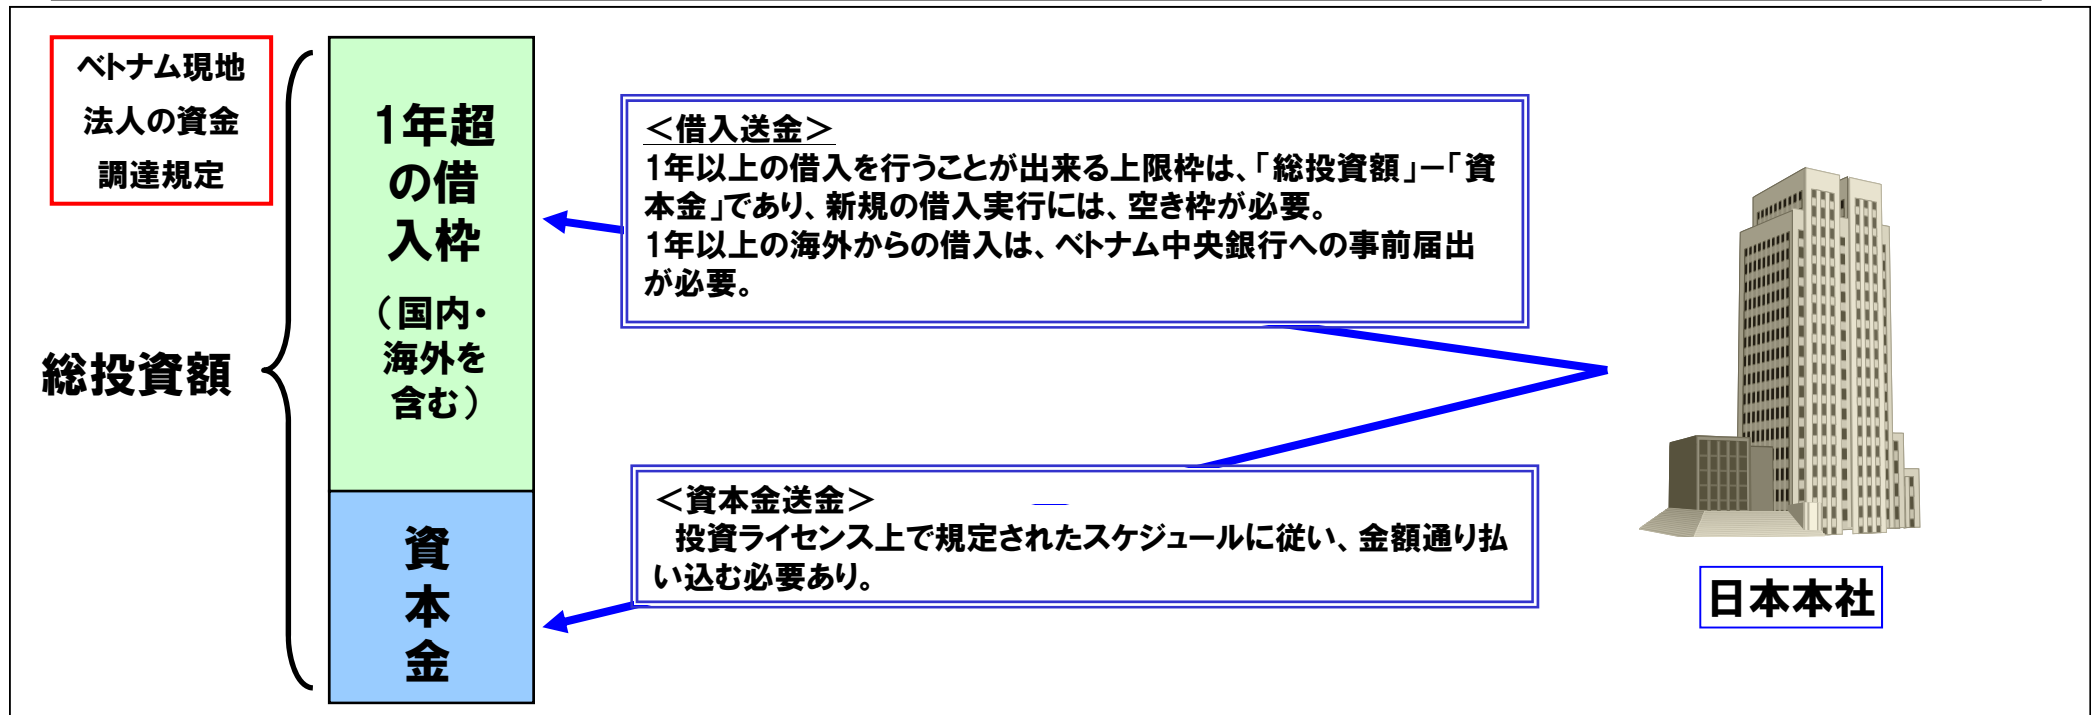 ベトナム現地
法人の資金
調達規定
総投資額
1年超
の借
入枠
（国内・
海外を
含む）
資
本
金
＜借入送金＞
1年以上の借入を行うことが出来る上限枠は、「総投資額」－「資
本金」であり、新規の借入実行には、空き枠が必要。
1年以上の海外からの借入は、ベトナム中央銀行への事前届出
が必要。
＜資本金送金＞
投資ライセンス上で規定されたスケジュールに従い、金額通り払
い込む必要あり。
日本本社